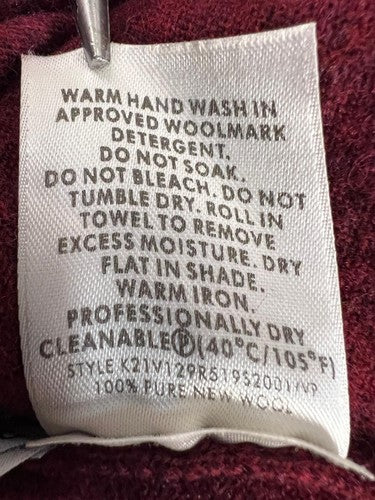 WARM HAND WASH IN
APPROVED WOOLMARK
DETERGENT.
DO NOT SOAK.
DO NOT BLEACH. DO NOT
TUMBLE DRY. ROLL IN
TOWEL TO REMOVE
EXCESS MOISTURE. DRY
FLAT IN SHADE.
WARM IRON.
PROFESSIONALLY DRY
CLEANABLE Ⓟ (40°C/105°F)
STYLE K21V129R519S2001/VP
100% PURE NEW WOOL